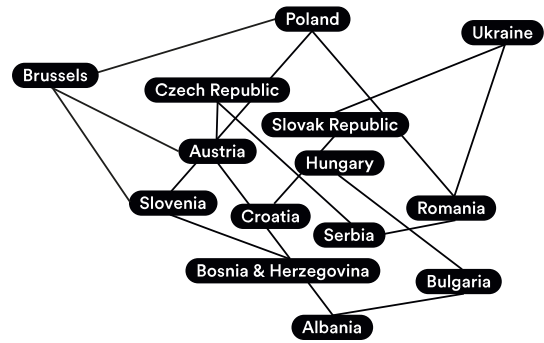 Poland
Ukraine
Brussels
Czech Republic
Slovak Republic
Austria
Hungary
Slovenia
Croatia
Romania
Serbia
Bosnia & Herzegovina
Bulgaria
Albania